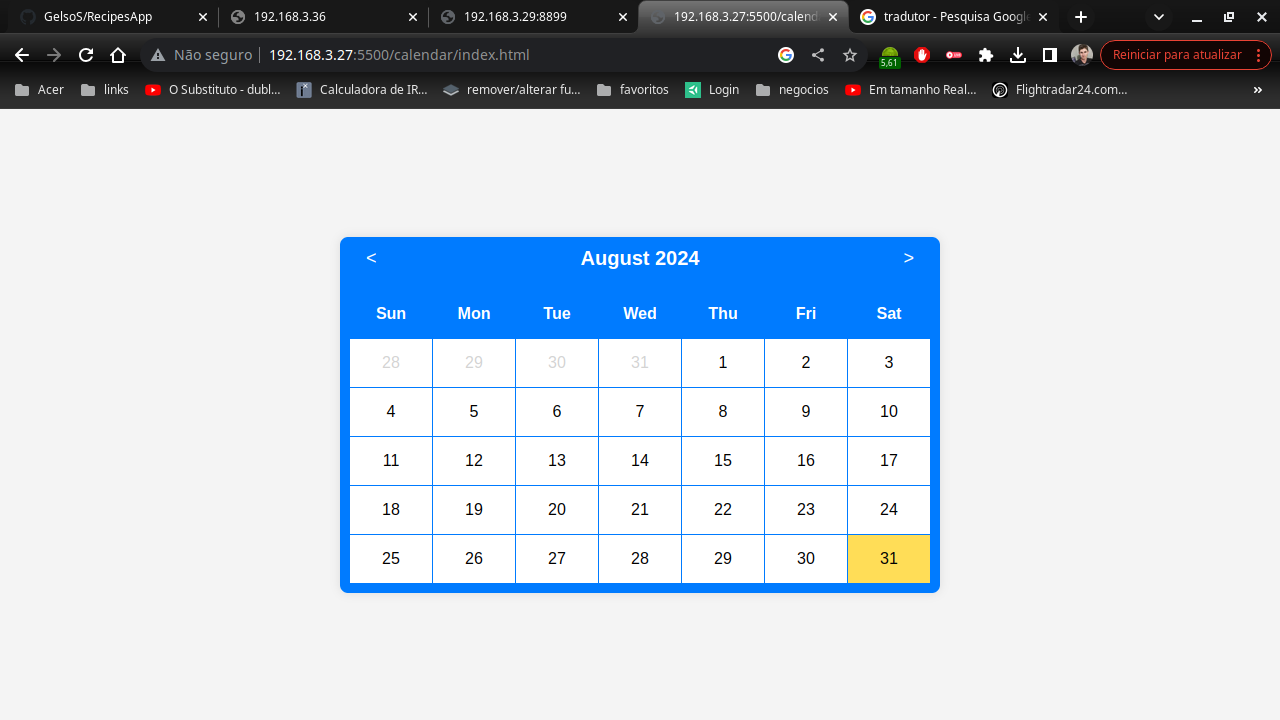 GelsoS/RecipesApp
192.168.3.36
192.168.3.29:8899
192.168.3.27:5500/calend
tradutor - Pesquisa Google
Não seguro
192.168.3.27:5500/calendar/index.html
5,61
Reiniciar para atualizar
Acer
links
O Substituto - dubl...
Calculadora de IR...
remover/alterar fu...
favoritos
Login
negocios
Em tamanho Real...
Flightradar24.com...
»
< August 2024 >
Sun Mon Tue Wed Thu Fri Sat
28 29 30 31 1 2 3
4 5 6 7 8 9 10
11 12 13 14 15 16 17
18 19 20 21 22 23 24
25 26 27 28 29 30 31